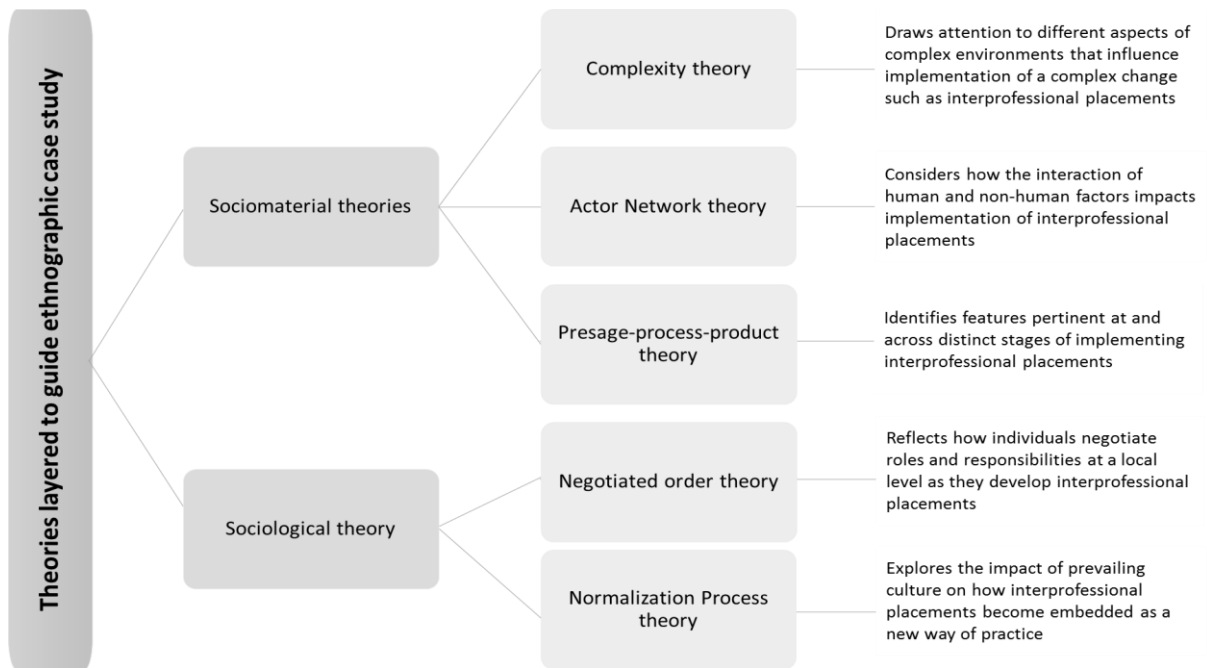 Theories layered to guide ethnographic case study
Sociomaterial theories
Complexity theory
Draws attention to different aspects of
complex environments that influence
implementation of a complex change
such as interprofessional placements
Actor Network theory
Considers how the interaction of
human and non-human factors impacts
implementation of interprofessional
placements
Presage-process-product
theory
Identifies features pertinent at and
across distinct stages of implementing
interprofessional placements
Sociological theory
Negotiated order theory
Reflects how individuals negotiate
roles and responsibilities at a local
level as they develop interprofessional
placements
Normalization Process
theory
Explores the impact of prevailing
culture on how interprofessional
placements become embedded as a
new way of practice